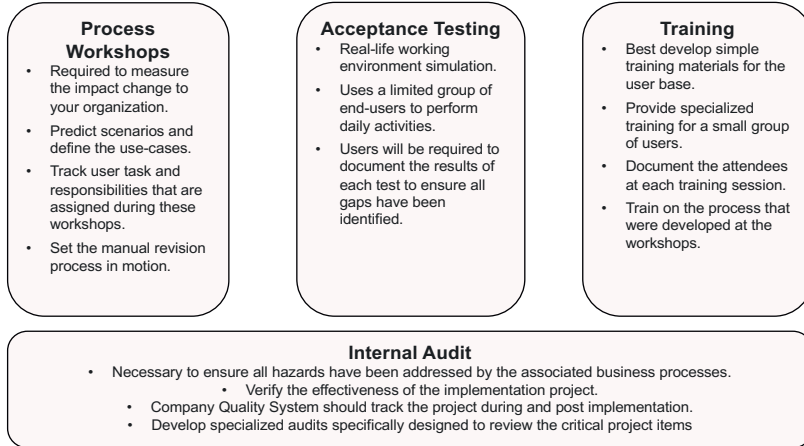 Process
Workshops
• Required to measure
the impact change to
your organization.
• Predict scenarios and
define the use-cases.
• Track user task and
responsibilities that are
assigned during these
workshops.
• Set the manual revision
process in motion.
Acceptance Testing
• Real-life working
environment simulation.
• Uses a limited group of
end-users to perform
daily activities.
• Users will be required to
document the results of
each test to ensure all
gaps have been
identified.
Training
• Best develop simple
training materials for the
user base.
• Provide specialized
training for a small group
of users.
• Document the attendees
at each training session.
• Train on the process that
were developed at the
workshops.
Internal Audit
• Necessary to ensure all hazards have been addressed by the associated business processes.
• Verify the effectiveness of the implementation project.
• Company Quality System should track the project during and post implementation.
• Develop specialized audits specifically designed to review the critical project items